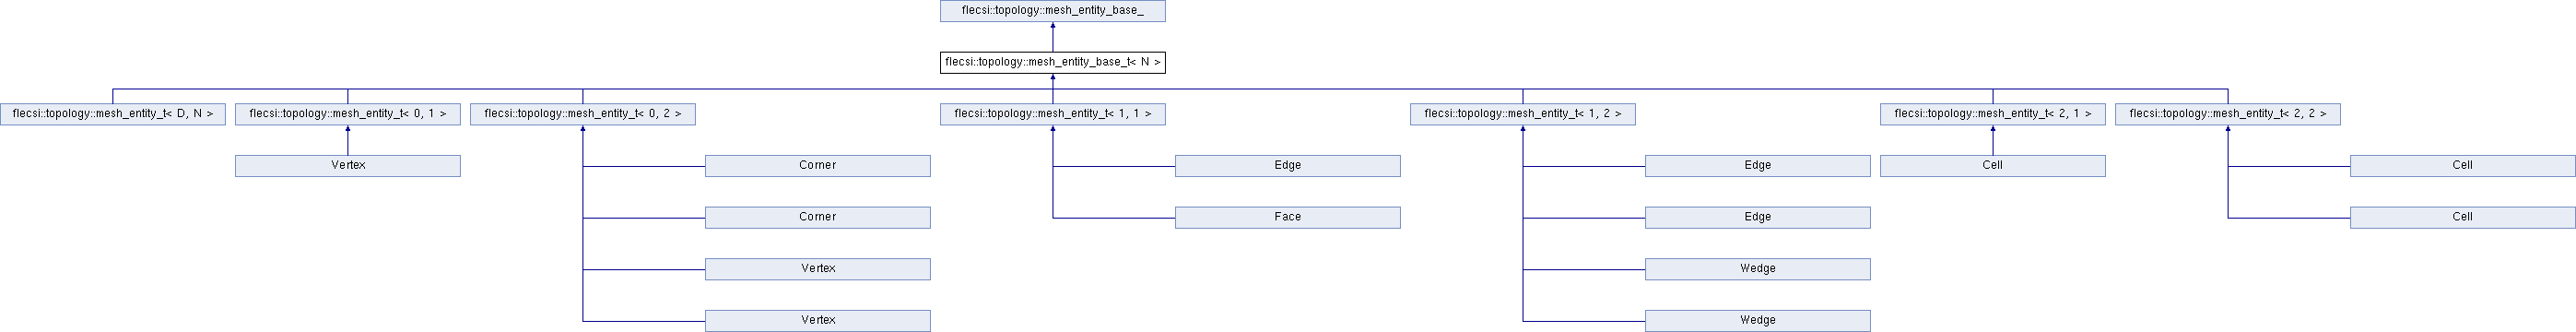 flecsi::topology::mesh_entity_base_
flecsi::topology::mesh_entity_base_t< N >
flecsi::topology::mesh_entity_t< D, N >
flecsi::topology::mesh_entity_t< 0, 1 >
flecsi::topology::mesh_entity_t< 0, 2 >
flecsi::topology::mesh_entity_t< 1, 1 >
flecsi::topology::mesh_entity_t< 1, 2 >
flecsi::topology::mesh_entity_t< 2, 1 >
flecsi::topology::mesh_entity_t< 2, 2 >
Vertex
Corner
Edge
Edge
Cell
Cell
Corner
Face
Edge
Cell
Vertex
Wedge
Vertex
Wedge